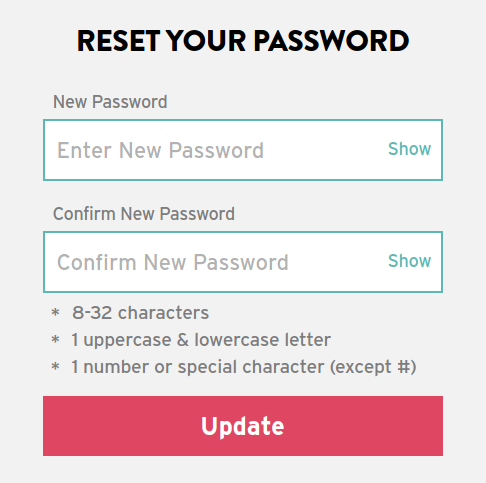 RESET YOUR PASSWORD
New Password
Enter New Password Show
Confirm New Password
Confirm New Password Show
* 8-32 characters
* 1 uppercase & lowercase letter
* 1 number or special character (except #)
Update